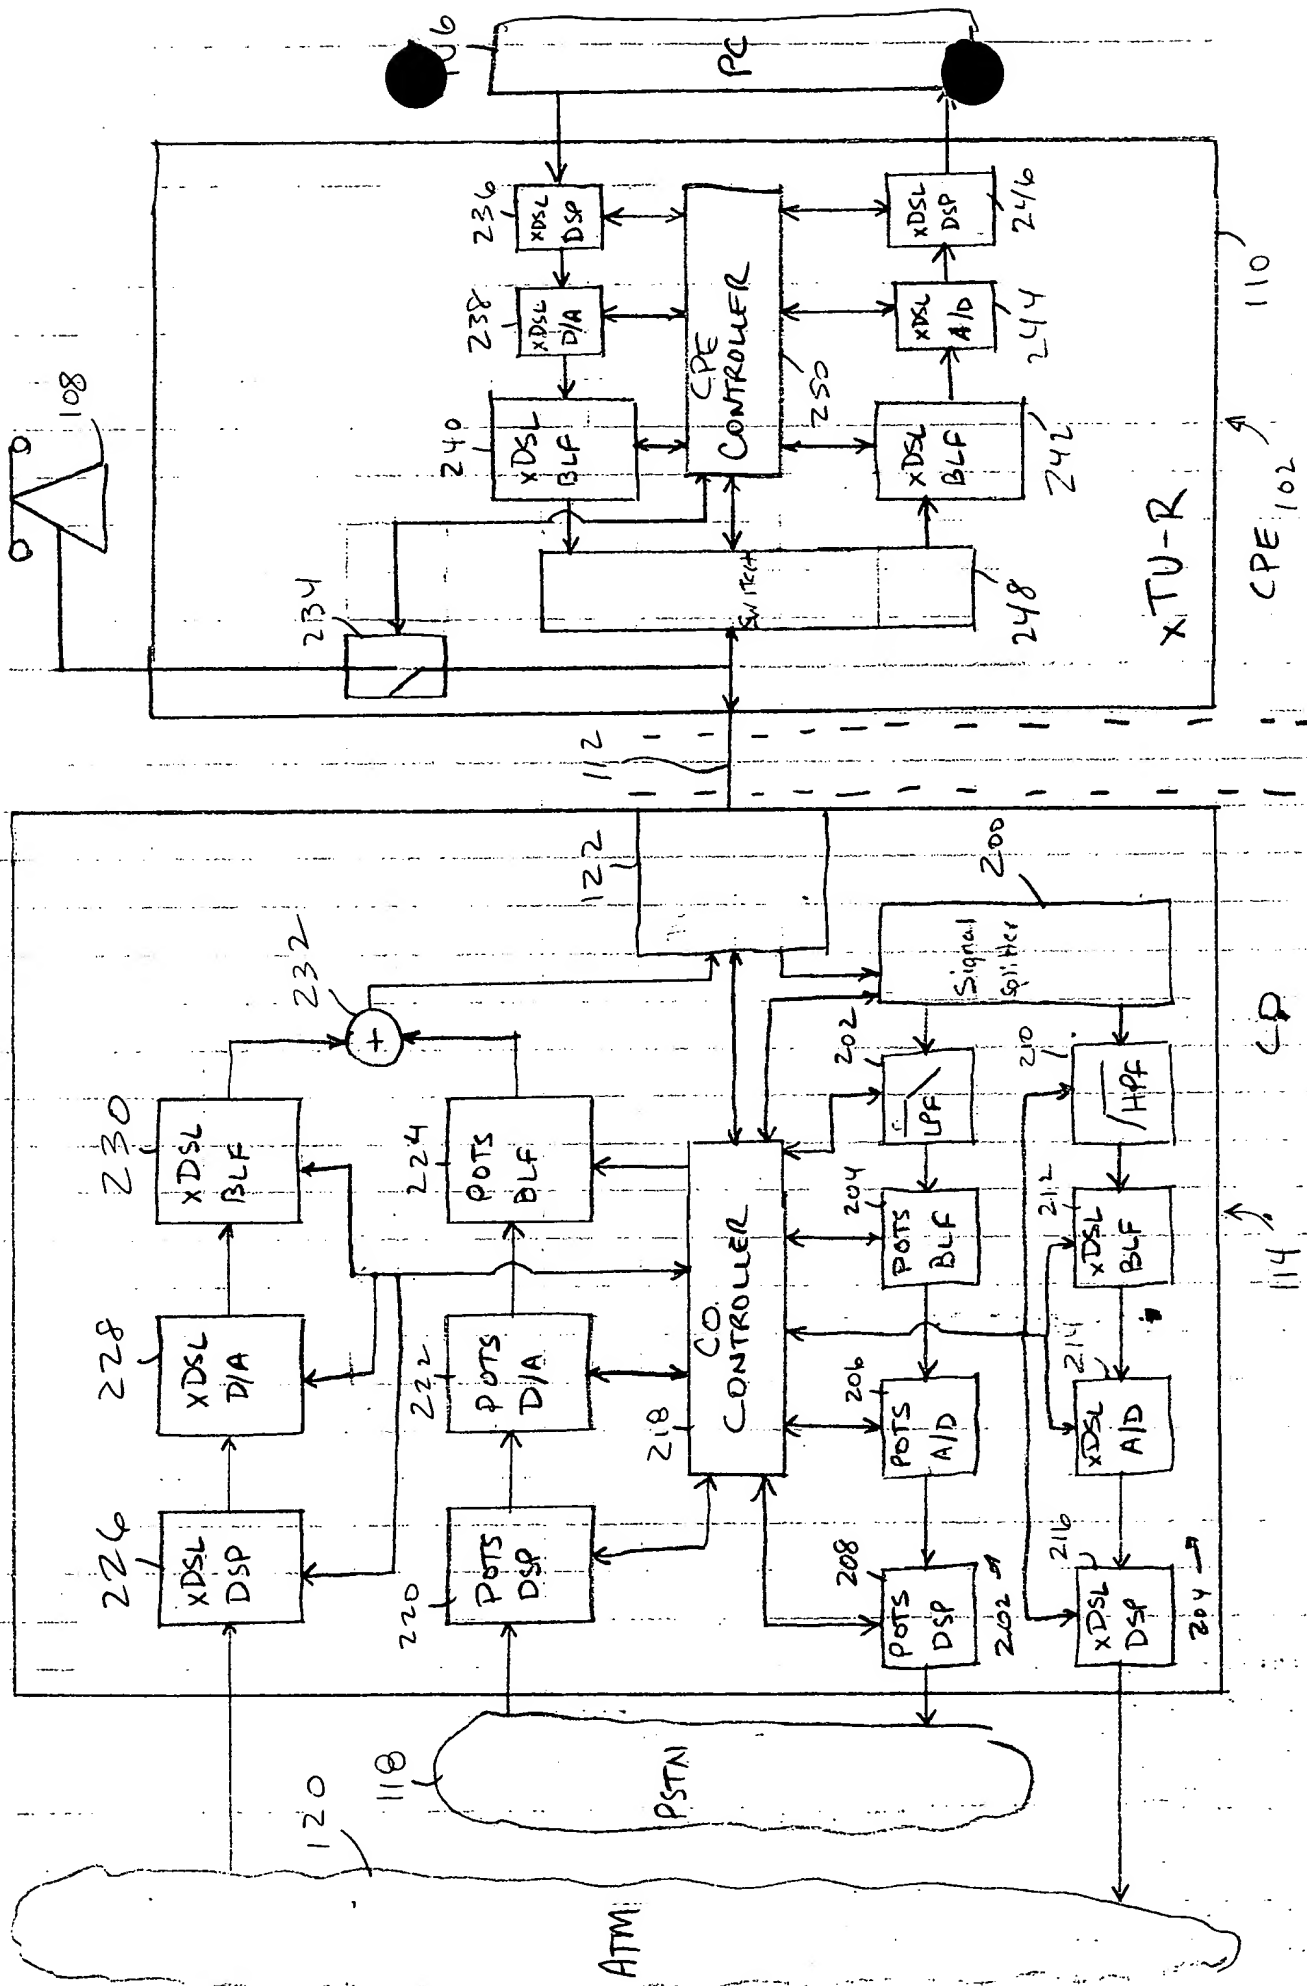 120
ATM
118
PSTN
226
xDSL
DSP
228
xDSL
D/A
230
xDSL
BLF
232
+
220
POTS
DSP
222
POTS
D/A
224
POTS
BLF
218
CO
CONTROLLER
122
208
POTS
DSP
202
206
POTS
A/D
204
POTS
BLF
202
LPF
Signal
Splitter
200
216
xDSL
DSP
204
214
xDSL
A/D
212
xDSL
BLF
210
HPF
114
112
108
234
240
xDSL
BLF
238
xDSL
D/A
236
xDSL
DSP
PC
SWITCH
248
CPE
CONTROLLER
250
xDSL
BLF
242
xDSL
A/D
244
xDSL
DSP
246
xTU-R
110
CPE 102